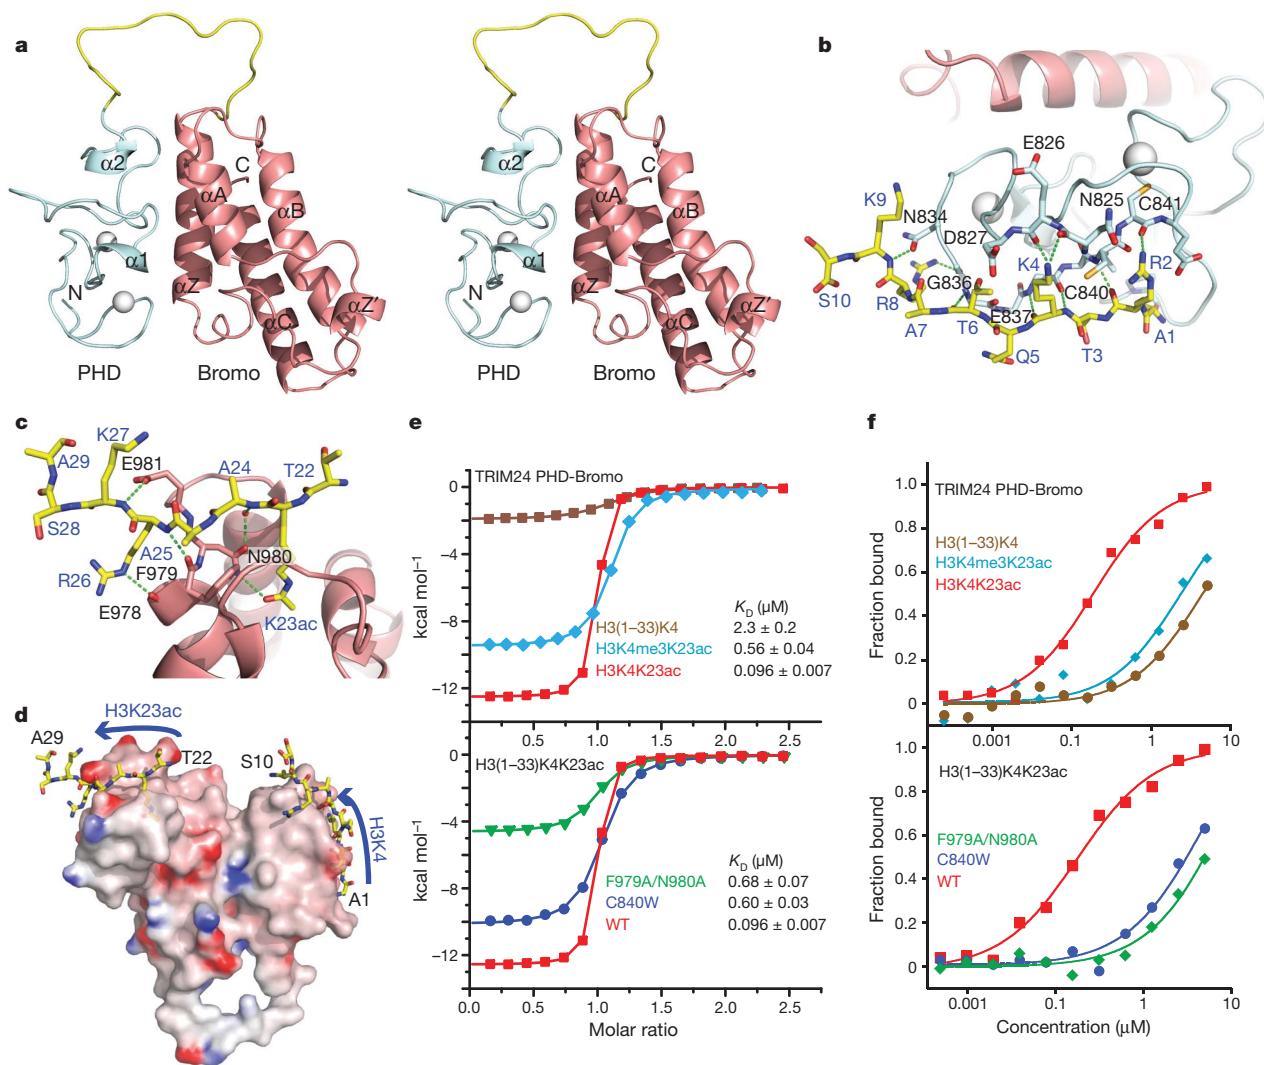 a
α2
αA
C
αB
α1
N
αZ
αC
αZ′
PHD
Bromo
α2
αA
C
αB
α1
N
αZ
αC
αZ′
PHD
Bromo
b
E826
K9
N834
D827
N825
C841
K4
R2
S10
R8
G836
C840
A7
T6
E837
Q5
T3
A1
c
K27
A29
E981
A24
T22
S28
A25
F979
N980
R26
E978
K23ac
d
H3K23ac
A29
T22
S10
H3K4
A1
e
TRIM24 PHD-Bromo
0
−4
−8
−12
kcal mol⁻¹
K_D (μM)
H3(1–33)K4 2.3 ± 0.2
H3K4me3K23ac 0.56 ± 0.04
H3K4K23ac 0.096 ± 0.007
0.5 1.0 1.5 2.0 2.5
0
−4
−8
−12
kcal mol⁻¹
H3(1–33)K4K23ac
K_D (μM)
F979A/N980A 0.68 ± 0.07
C840W 0.60 ± 0.03
WT 0.096 ± 0.007
0.0 0.5 1.0 1.5 2.0 2.5
Molar ratio
f
TRIM24 PHD-Bromo
1.0
0.8
0.6
0.4
0.2
0
Fraction bound
H3(1–33)K4
H3K4me3K23ac
H3K4K23ac
0.001 0.1 1 10
1.0
0.8
0.6
0.4
0.2
0
Fraction bound
H3(1–33)K4K23ac
F979A/N980A
C840W
WT
0.001 0.1 1 10
Concentration (μM)